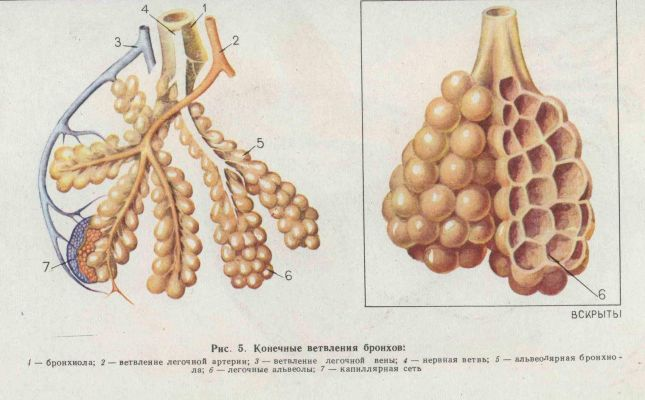 4 1
3 2
5
7
6
6
ВСКРЫТЫ
Рис. 5. Конечные ветвления бронхов:
1 — бронхиола; 2 — ветвление легочной артерии; 3 — ветвление легочной вены; 4 — нервная ветвь; 5 — альвеолярная бронхио-
ла; 6 — легочные альвеолы; 7 — капиллярная сеть